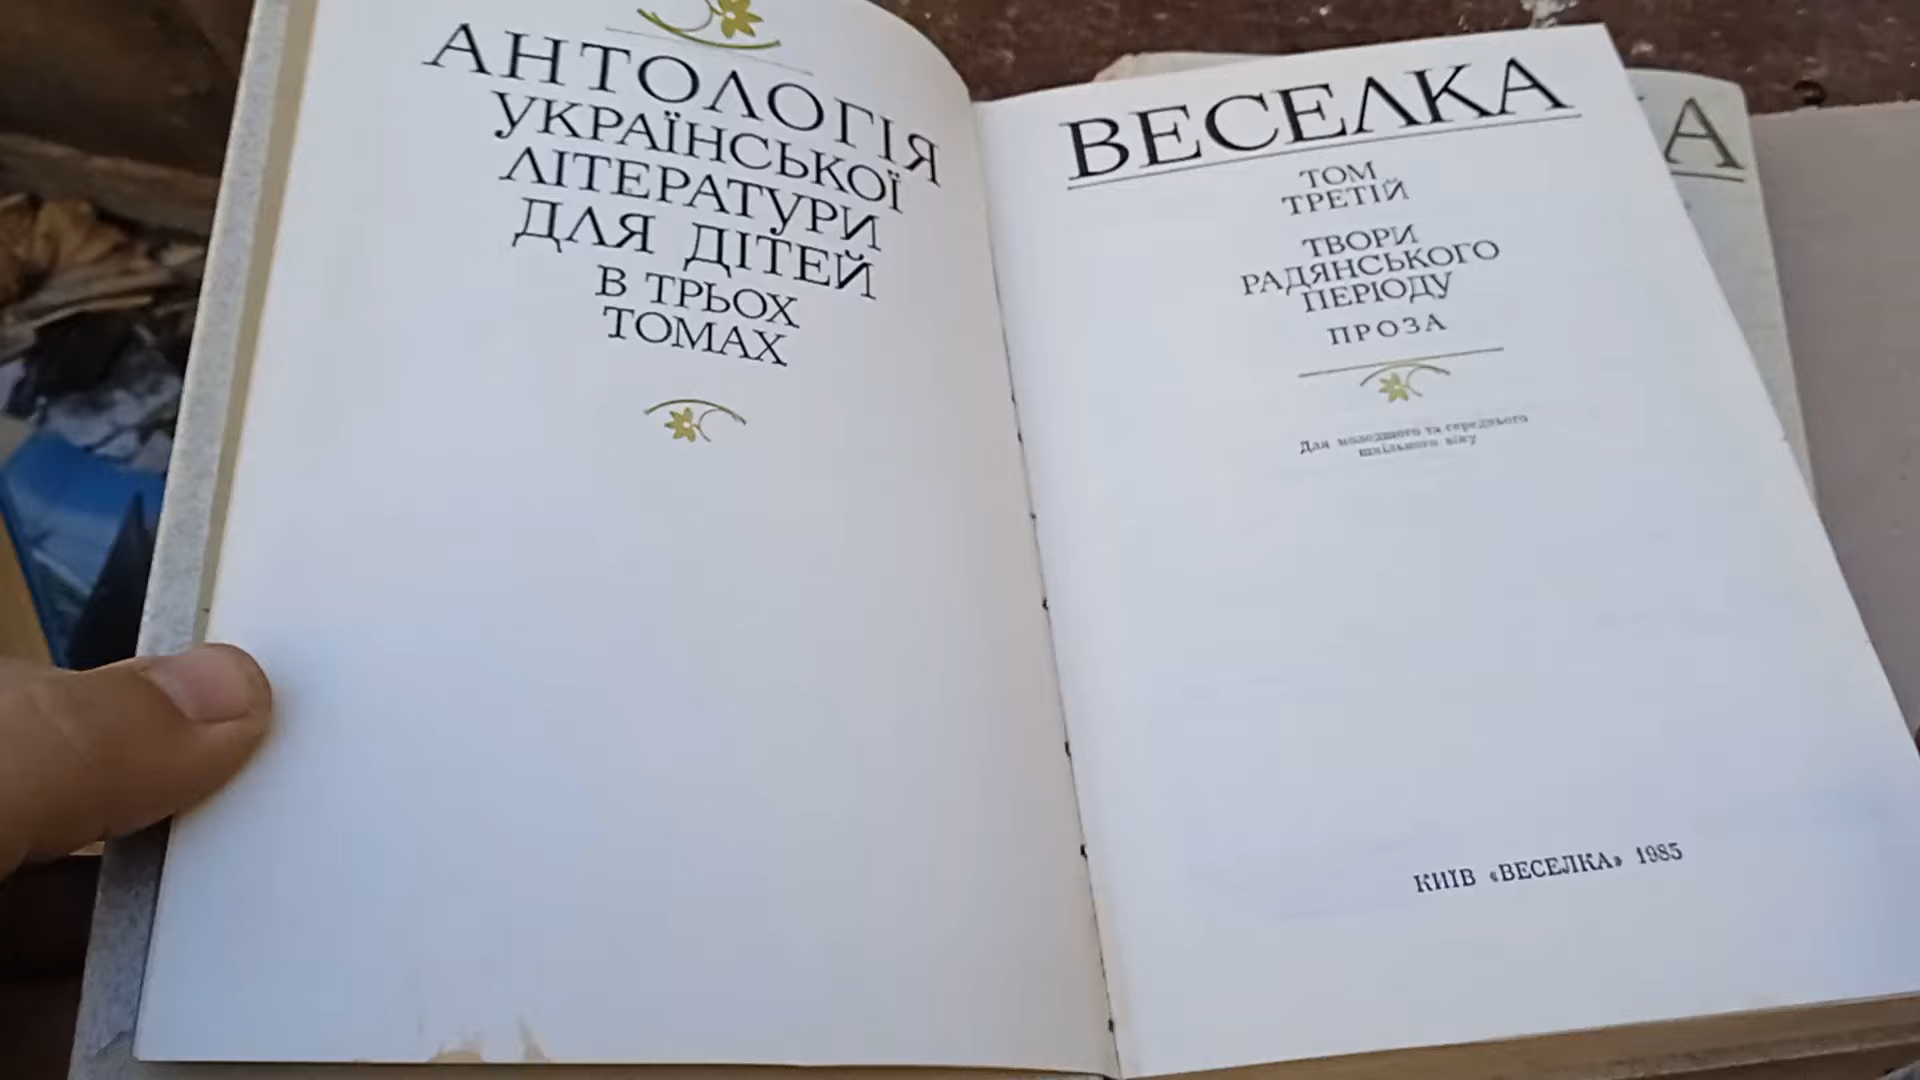 АНТОЛОГІЯ
УКРАЇНСЬКОЇ
ЛІТЕРАТУРИ
ДЛЯ ДІТЕЙ
В ТРЬОХ
ТОМАХ
ВЕСЕЛКА
ТОМ
ТРЕТІЙ
ТВОРИ
РАДЯНСЬКОГО
ПЕРІОДУ
ПРОЗА
Для молодшого та середнього
шкільного віку
КИЇВ «ВЕСЕЛКА» 1985
А